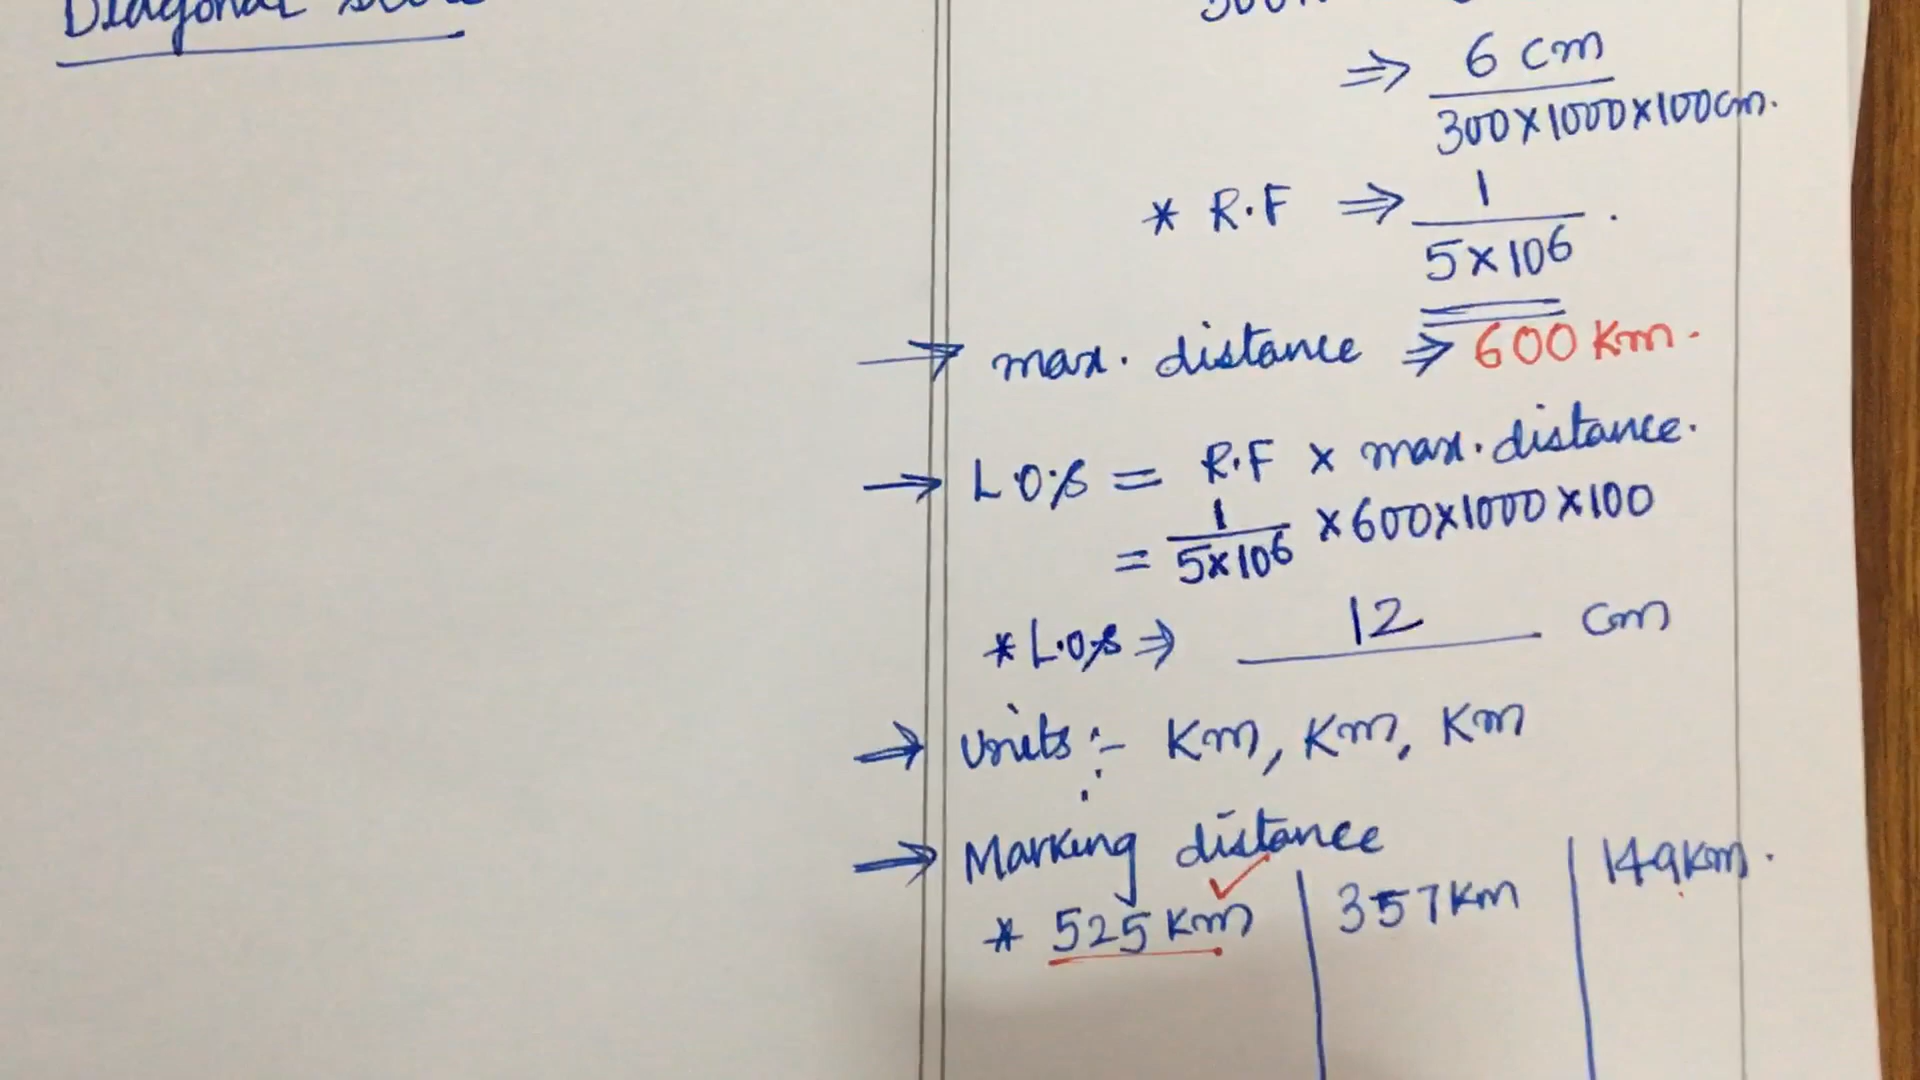 Diagonal
⇒ 6 cm / 300×1000×100cm.
* R.F ⇒ 1 / 5×10⁶ .
→ max. distance ⇒ 600 Km.
→ L.O.S = R.F × max. distance.
= 1 / 5×10⁶ ×600×1000×100
* L.O.S ⇒ 12 cm
→ Units :- Km, Km, Km
→ Marking distance
* 525 Km | 357 Km | 149 Km.